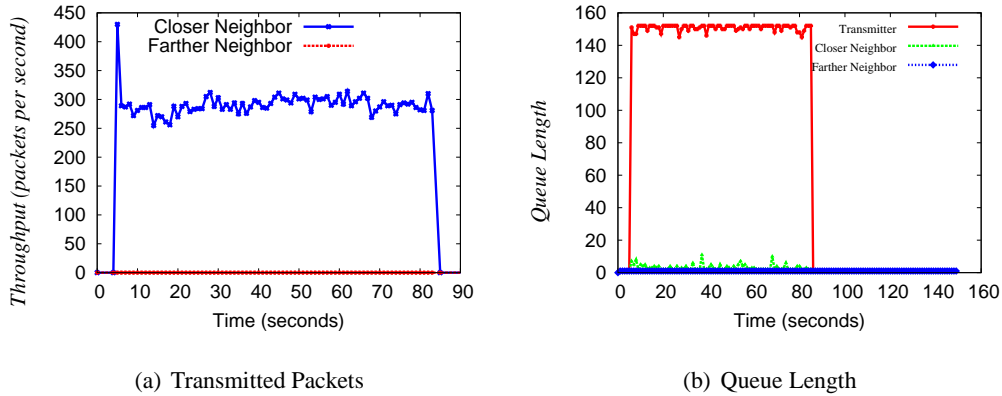 Closer Neighbor
Farther Neighbor
Throughput (packets per second)
450
400
350
300
250
200
150
100
50
0
0 10 20 30 40 50 60 70 80 90
Time (seconds)
(a) Transmitted Packets
Transmitter
Closer Neighbor
Farther Neighbor
Queue Length
160
140
120
100
80
60
40
20
0
0 20 40 60 80 100 120 140 160
Time (seconds)
(b) Queue Length